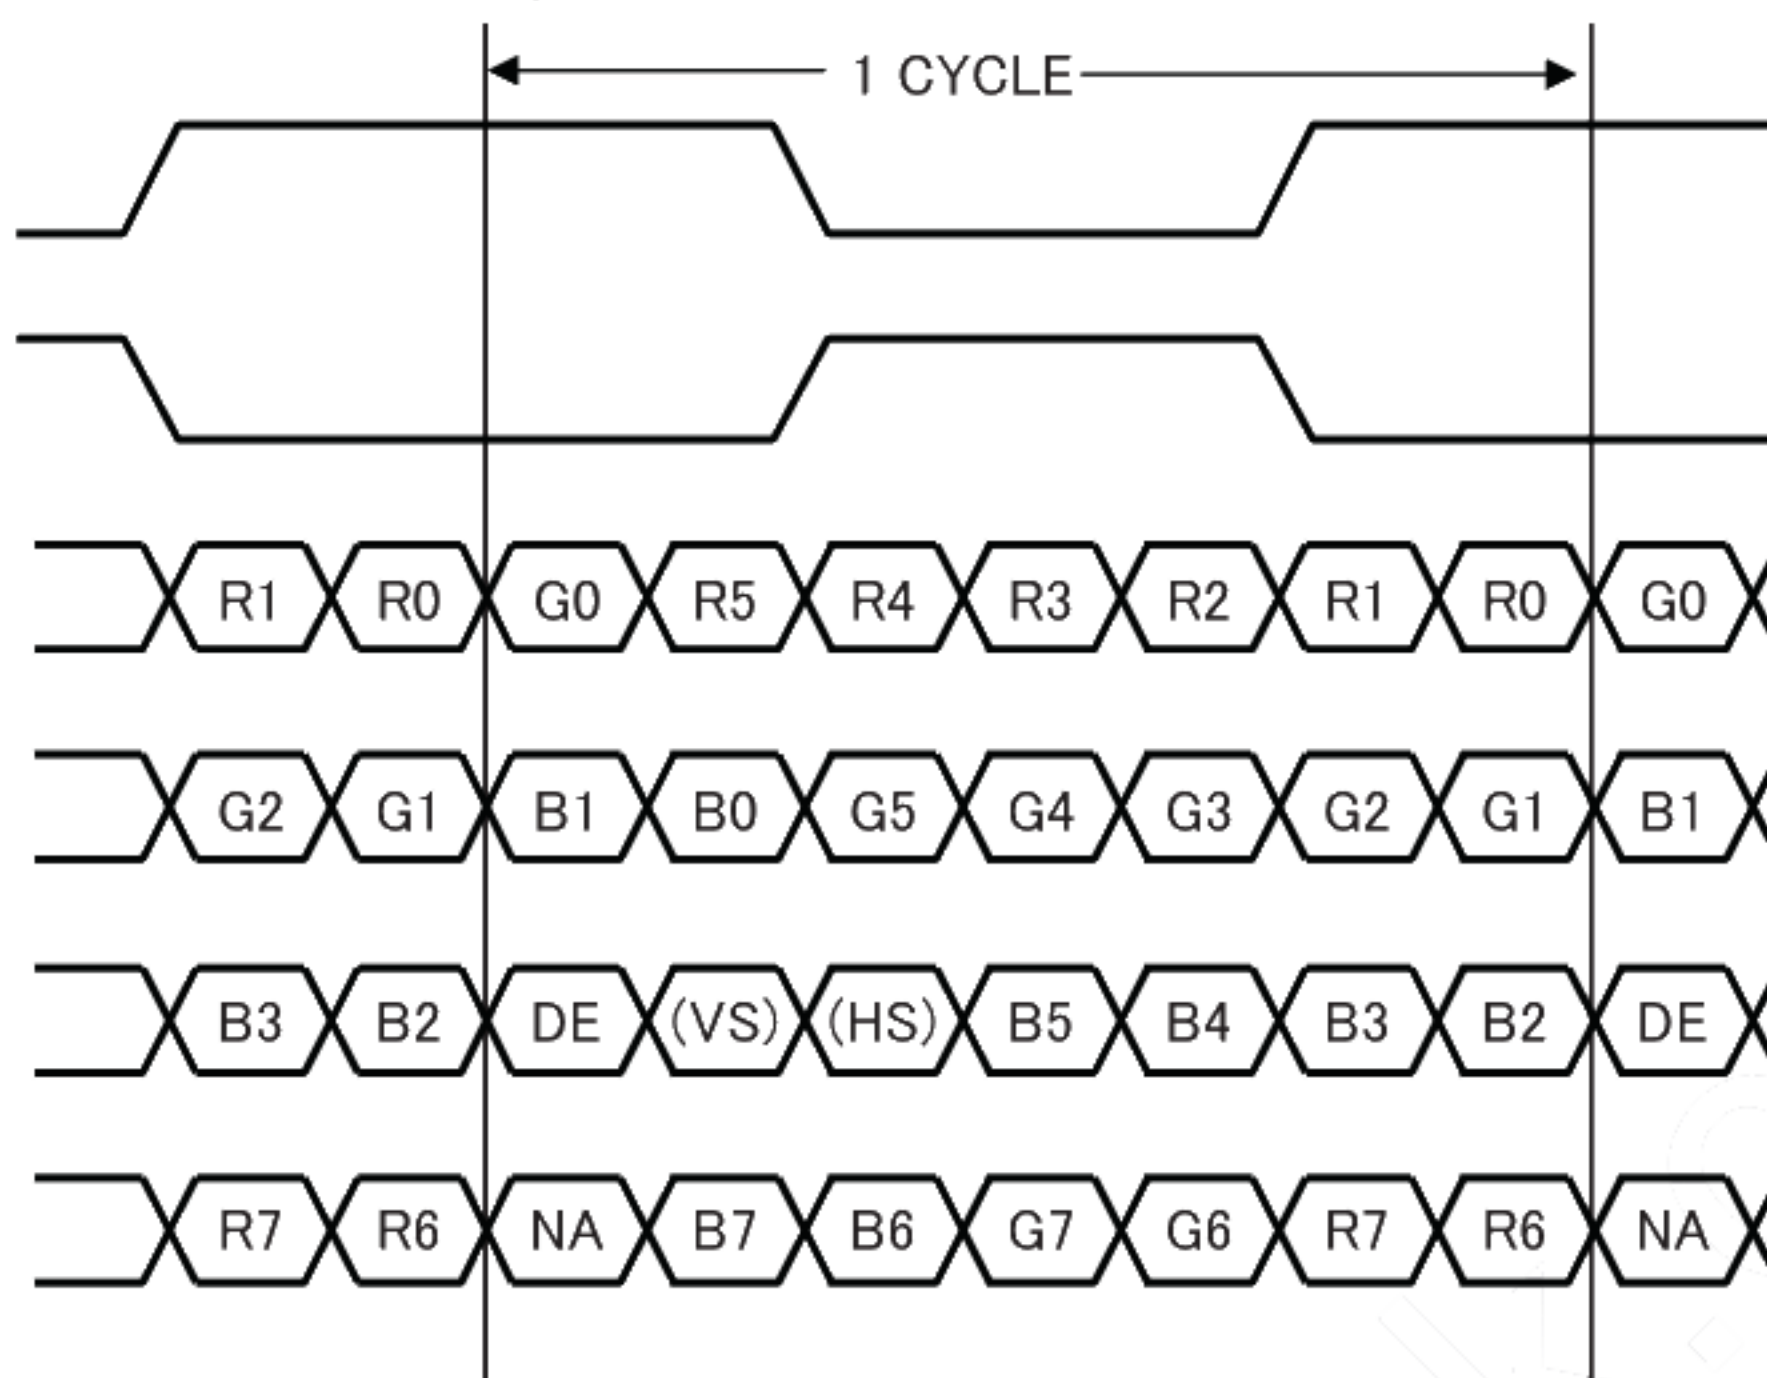 1 CYCLE
R1 R0 G0 R5 R4 R3 R2 R1 R0 G0
G2 G1 B1 B0 G5 G4 G3 G2 G1 B1
B3 B2 DE (VS) (HS) B5 B4 B3 B2 DE
R7 R6 NA B7 B6 G7 G6 R7 R6 NA